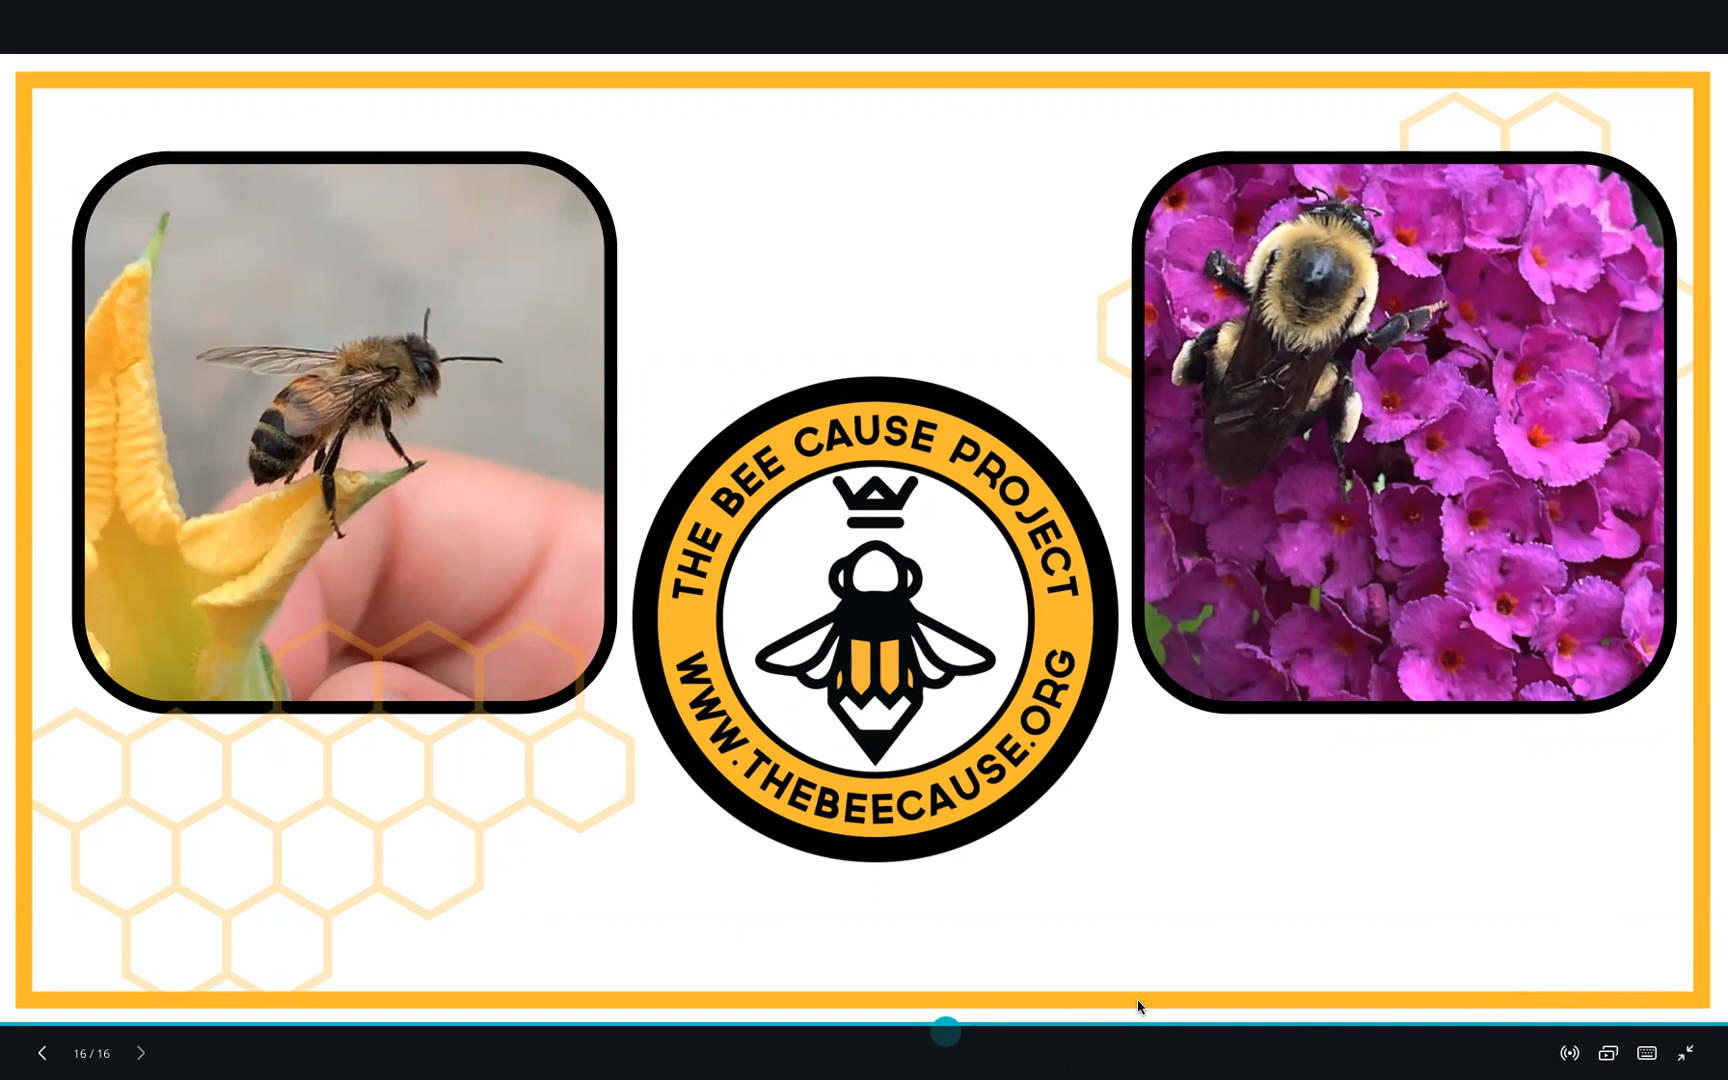 THE BEE CAUSE PROJECT
WWW.THEBEECAUSE.ORG
16 / 16